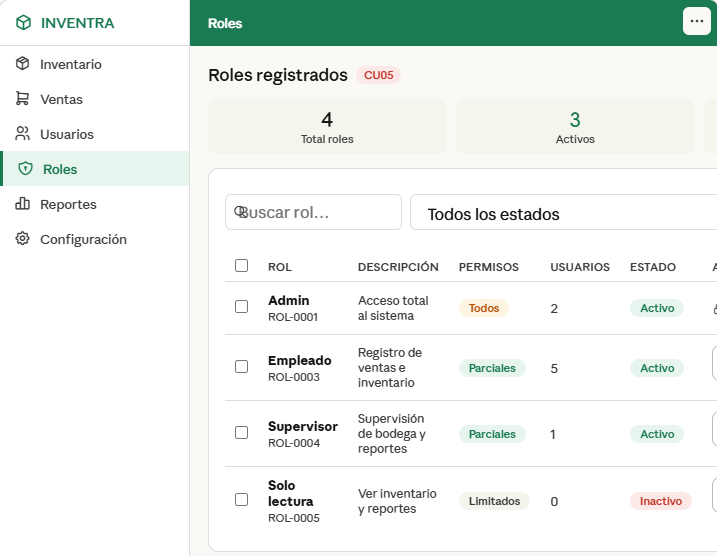 INVENTRA
Inventario
Ventas
Usuarios
Roles
Reportes
Configuración
Roles
Roles registrados CU05
4
Total roles
3
Activos
Buscar rol...
Todos los estados
ROL DESCRIPCIÓN PERMISOS USUARIOS ESTADO
Admin
ROL-0001
Acceso total
al sistema
Todos
2
Activo
Empleado
ROL-0003
Registro de
ventas e
inventario
Parciales
5
Activo
Supervisor
ROL-0004
Supervisión
de bodega y
reportes
Parciales
1
Activo
Solo
lectura
ROL-0005
Ver inventario
y reportes
Limitados
0
Inactivo